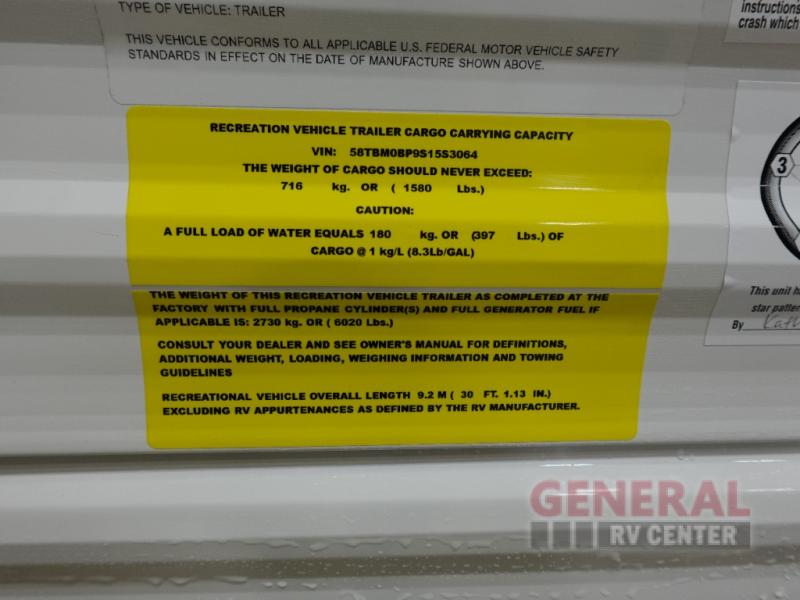 TYPE OF VEHICLE: TRAILER
THIS VEHICLE CONFORMS TO ALL APPLICABLE U.S. FEDERAL MOTOR VEHICLE SAFETY
STANDARDS IN EFFECT ON THE DATE OF MANUFACTURE SHOWN ABOVE.
instructions
crash which
RECREATION VEHICLE TRAILER CARGO CARRYING CAPACITY
VIN: 58TBM0BP9S15S3064
THE WEIGHT OF CARGO SHOULD NEVER EXCEED:
716 kg. OR ( 1580 Lbs.)
CAUTION:
A FULL LOAD OF WATER EQUALS 180 kg. OR (397 Lbs.) OF
CARGO @ 1 kg/L (8.3Lb/GAL)
THE WEIGHT OF THIS RECREATION VEHICLE TRAILER AS COMPLETED AT THE
FACTORY WITH FULL PROPANE CYLINDER(S) AND FULL GENERATOR FUEL IF
APPLICABLE IS: 2730 kg. OR ( 6020 Lbs.)
CONSULT YOUR DEALER AND SEE OWNER'S MANUAL FOR DEFINITIONS,
ADDITIONAL WEIGHT, LOADING, WEIGHING INFORMATION AND TOWING
GUIDELINES
RECREATIONAL VEHICLE OVERALL LENGTH 9.2 M ( 30 FT. 1.13 IN.)
EXCLUDING RV APPURTENANCES AS DEFINED BY THE RV MANUFACTURER.
3
This unit ha
star patter
By
GENERAL
RV CENTER